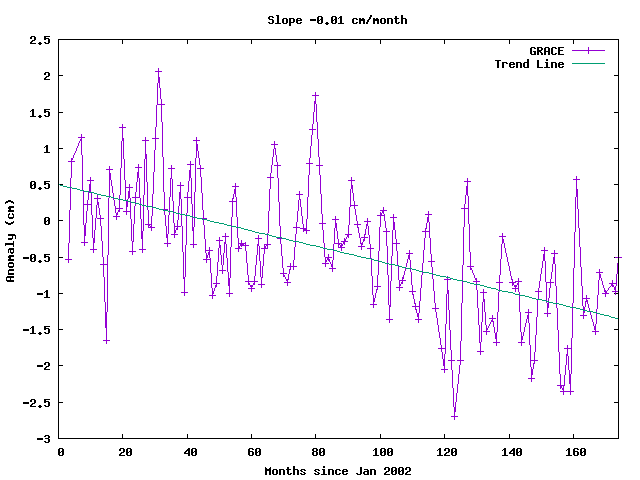 Slope -0.01 cm/month
GRACE
Trend Line
2.5
2
1.5
1
0.5
0
-0.5
-1
-1.5
-2
-2.5
-3
Anomaly (cm)
0 20 40 60 80 100 120 140 160
Months since Jan 2002